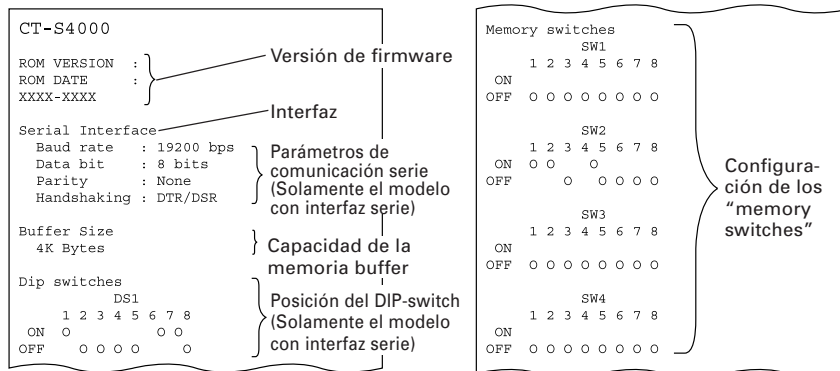 CT-S4000
ROM VERSION :
ROM DATE :
XXXX-XXXX
Versión de firmware
Serial Interface
Interfaz
Baud rate : 19200 bps
Data bit : 8 bits
Parity : None
Handshaking : DTR/DSR
Parámetros de
comunicación serie
(Solamente el modelo
con interfaz serie)
Buffer Size
4K Bytes
Capacidad de la
memoria buffer
Dip switches
DS1
1 2 3 4 5 6 7 8
ON O O O
OFF O O O O O
Posición del DIP-switch
(Solamente el modelo
con interfaz serie)
Memory switches
SW1
1 2 3 4 5 6 7 8
ON
OFF O O O O O O O O
SW2
1 2 3 4 5 6 7 8
ON O O O
OFF O O O O O
SW3
1 2 3 4 5 6 7 8
ON
OFF O O O O O O O O
SW4
1 2 3 4 5 6 7 8
ON
OFF O O O O O O O O
Configura-
ción de los
“memory
switches”